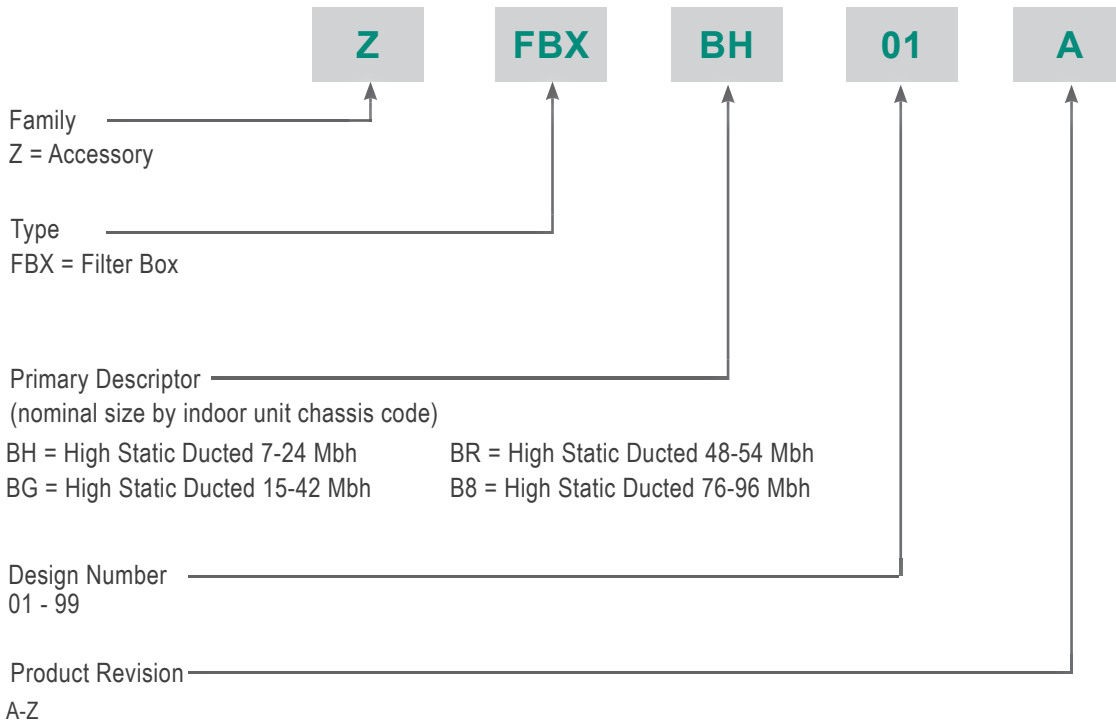 Z FBX BH 01 A
Family
Z = Accessory
Type
FBX = Filter Box
Primary Descriptor
(nominal size by indoor unit chassis code)
BH = High Static Ducted 7-24 Mbh BR = High Static Ducted 48-54 Mbh
BG = High Static Ducted 15-42 Mbh B8 = High Static Ducted 76-96 Mbh
Design Number
01 - 99
Product Revision
A-Z